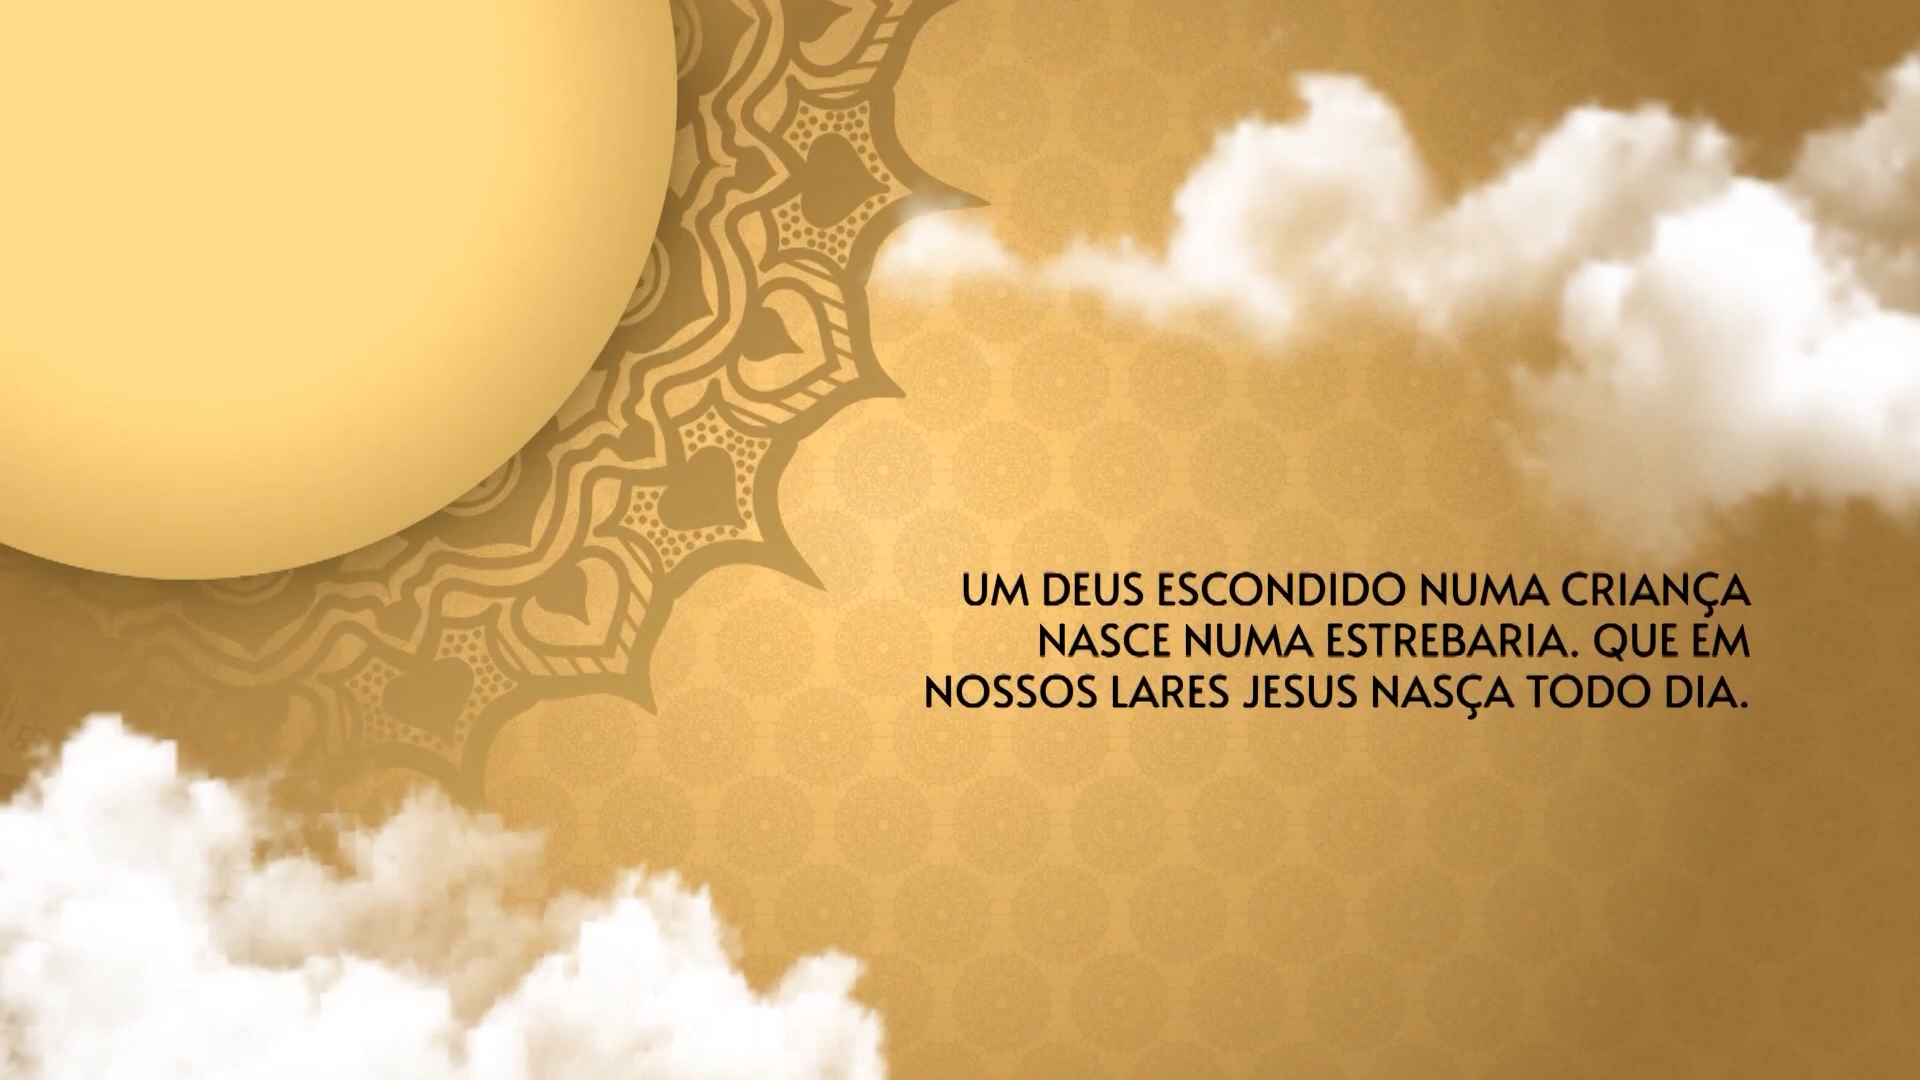 UM DEUS ESCONDIDO NUMA CRIANÇA
NASCE NUMA ESTREBARIA. QUE EM
NOSSOS LARES JESUS NASÇA TODO DIA.